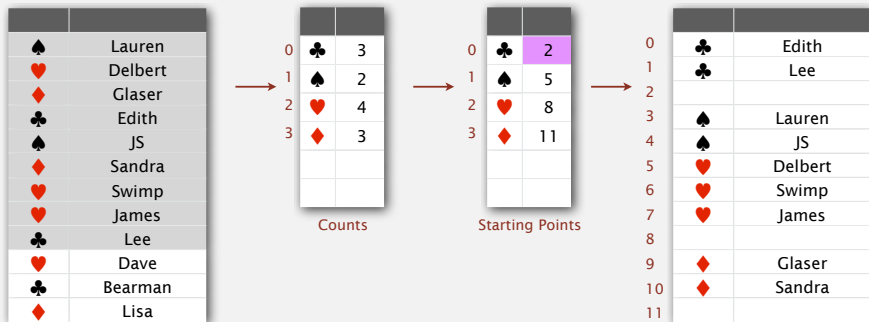 ♠ Lauren
♥ Delbert
♦ Glaser
♣ Edith
♠ JS
♦ Sandra
♥ Swimp
♥ James
♣ Lee
♥ Dave
♣ Bearman
♦ Lisa
0 ♣ 3
1 ♠ 2
2 ♥ 4
3 ♦ 3
Counts
0 ♣ 2
1 ♠ 5
2 ♥ 8
3 ♦ 11
Starting Points
0 ♣ Edith
1 ♣ Lee
2
3 ♠ Lauren
4 ♠ JS
5 ♥ Delbert
6 ♥ Swimp
7 ♥ James
8
9 ♦ Glaser
10 ♦ Sandra
11